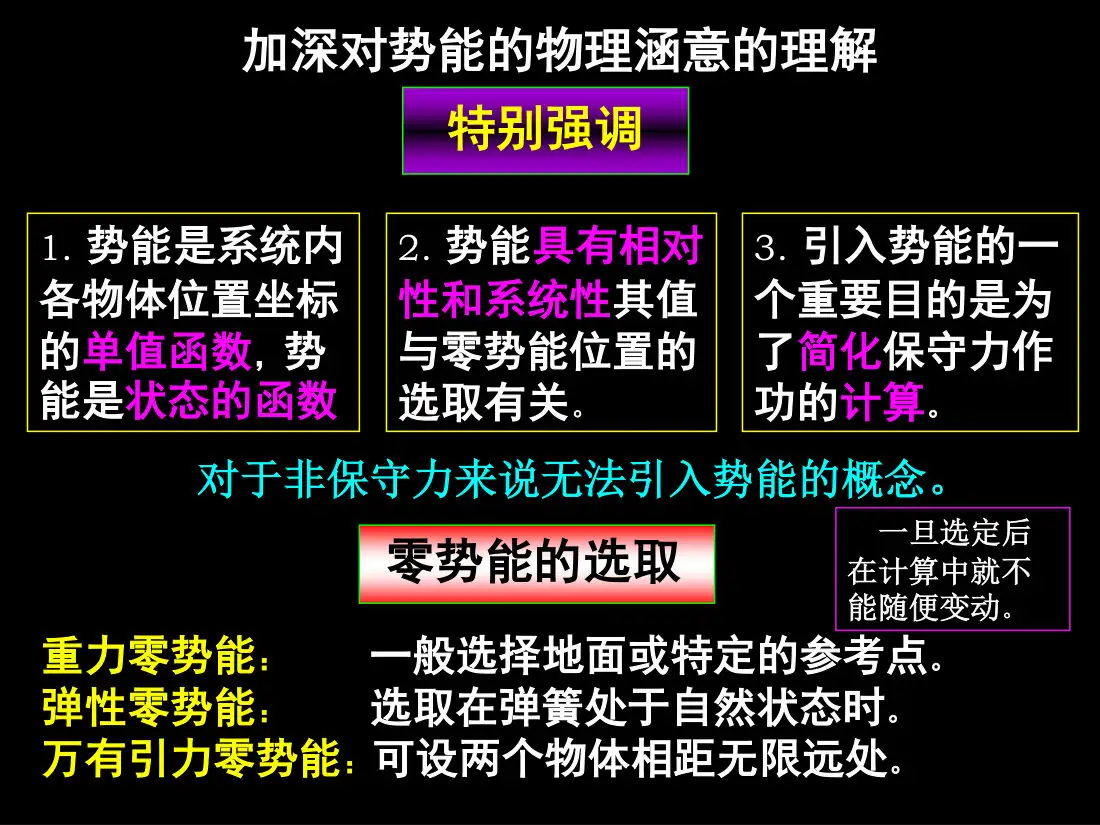 加深对势能的物理涵意的理解
特别强调
1. 势能是系统内
各物体位置坐标
的单值函数, 势
能是状态的函数
2. 势能具有相对
性和系统性其值
与零势能位置的
选取有关。
3. 引入势能的一
个重要目的是为
了简化保守力作
功的计算。
对于非保守力来说无法引入势能的概念。
零势能的选取
一旦选定后
在计算中就不
能随便变动。
重力零势能: 一般选择地面或特定的参考点。
弹性零势能: 选取在弹簧处于自然状态时。
万有引力零势能: 可设两个物体相距无限远处。